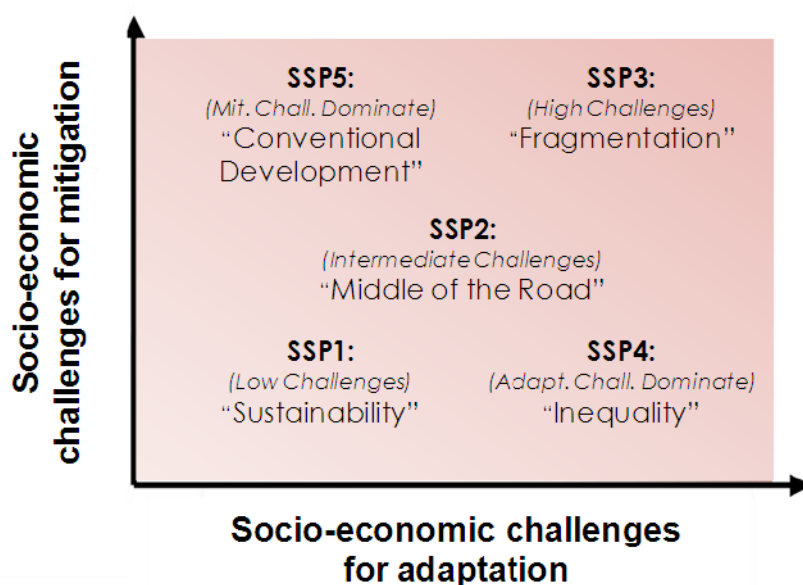 Socio-economic
challenges for mitigation
SSP5:
(Mit. Chall. Dominate)
“Conventional
Development”
SSP3:
(High Challenges)
“Fragmentation”
SSP2:
(Intermediate Challenges)
“Middle of the Road”
SSP1:
(Low Challenges)
“Sustainability”
SSP4:
(Adapt. Chall. Dominate)
“Inequality”
Socio-economic challenges
for adaptation